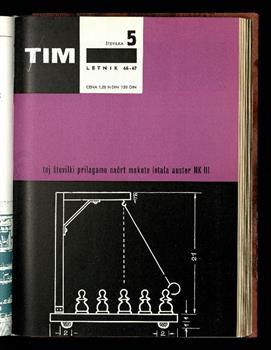 TIM
ŠTEVILKA 5
LETNIK 66-67
CENA 1,20 N DIN 120 DIN
tej številki prilagamo načrt makete letala auster MK III
21
2
2